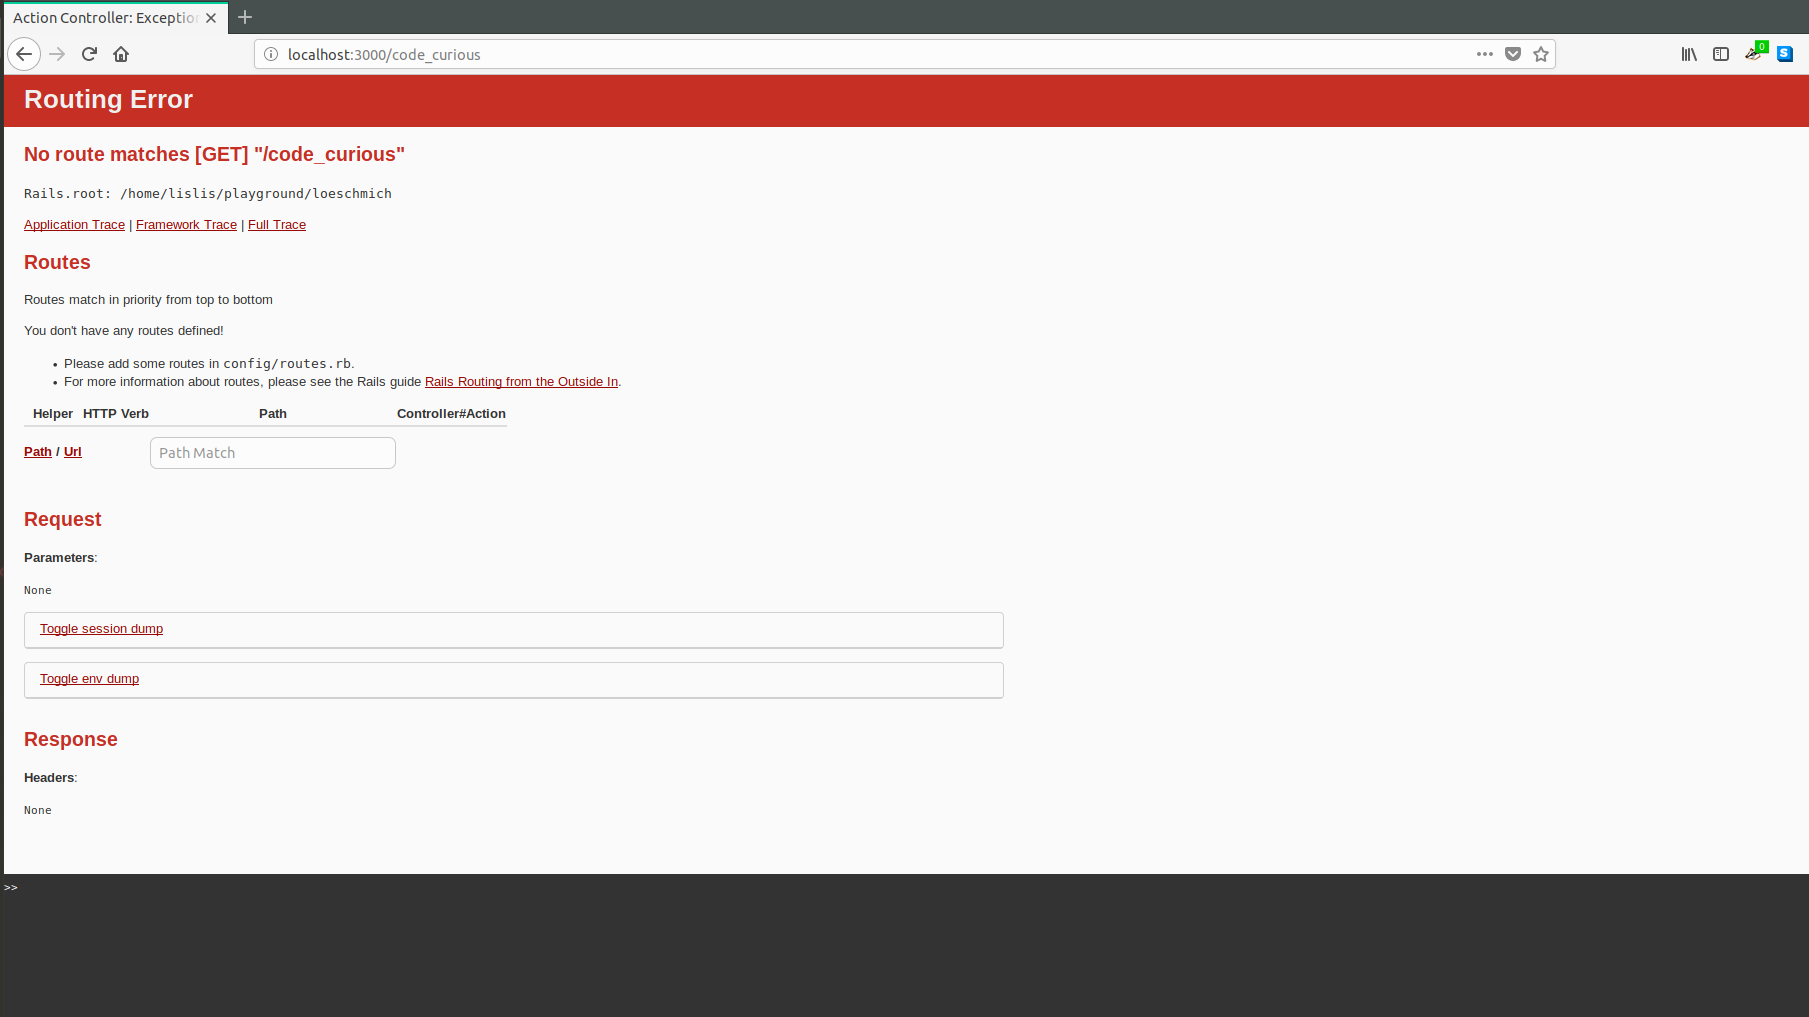 Action Controller: Exception
localhost:3000/code_curious
0
S
Routing Error
No route matches [GET] "/code_curious"
Rails.root: /home/lislis/playground/loeschmich
Application Trace | Framework Trace | Full Trace
Routes
Routes match in priority from top to bottom
You don't have any routes defined!
• Please add some routes in config/routes.rb.
• For more information about routes, please see the Rails guide Rails Routing from the Outside In.
Helper HTTP Verb Path Controller#Action
Path / Url Path Match
Request
Parameters:
None
Toggle session dump
Toggle env dump
Response
Headers:
None
>>